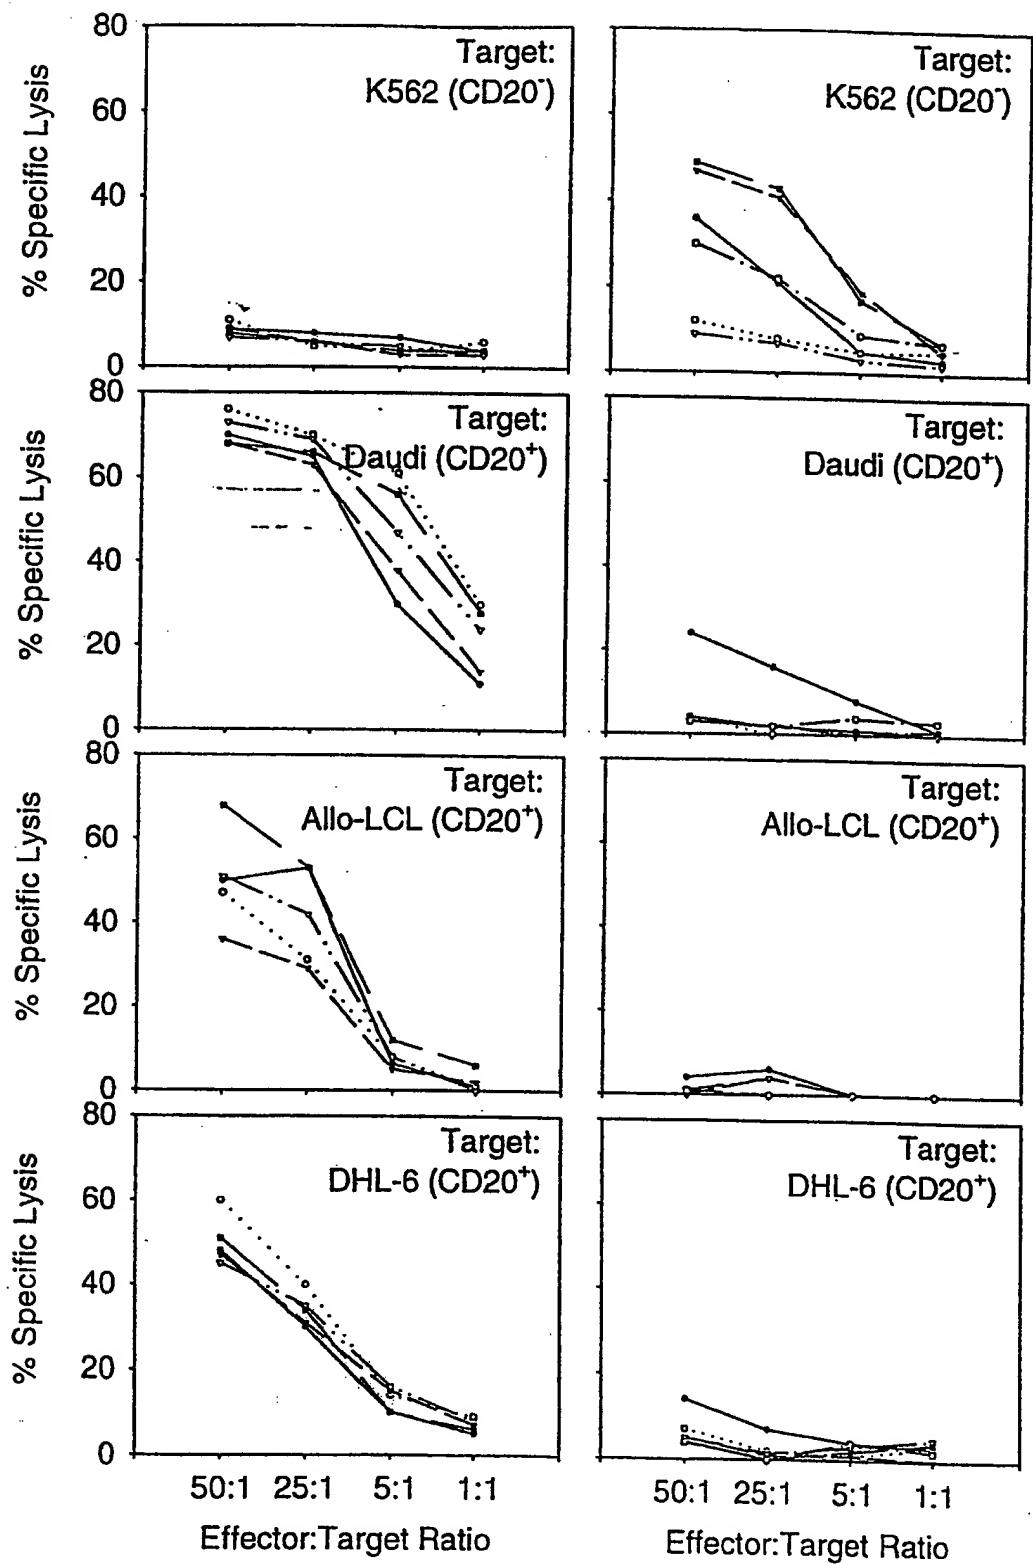 80
60
40
20
0
% Specific Lysis
Target:
K562 (CD20⁻)
Target:
K562 (CD20⁻)
80
60
40
20
0
% Specific Lysis
Target:
Daudi (CD20⁺)
Target:
Daudi (CD20⁺)
80
60
40
20
0
% Specific Lysis
Target:
Allo-LCL (CD20⁺)
Target:
Allo-LCL (CD20⁺)
80
60
40
20
0
% Specific Lysis
Target:
DHL-6 (CD20⁺)
Target:
DHL-6 (CD20⁺)
50:1 25:1 5:1 1:1
Effector:Target Ratio
50:1 25:1 5:1 1:1
Effector:Target Ratio